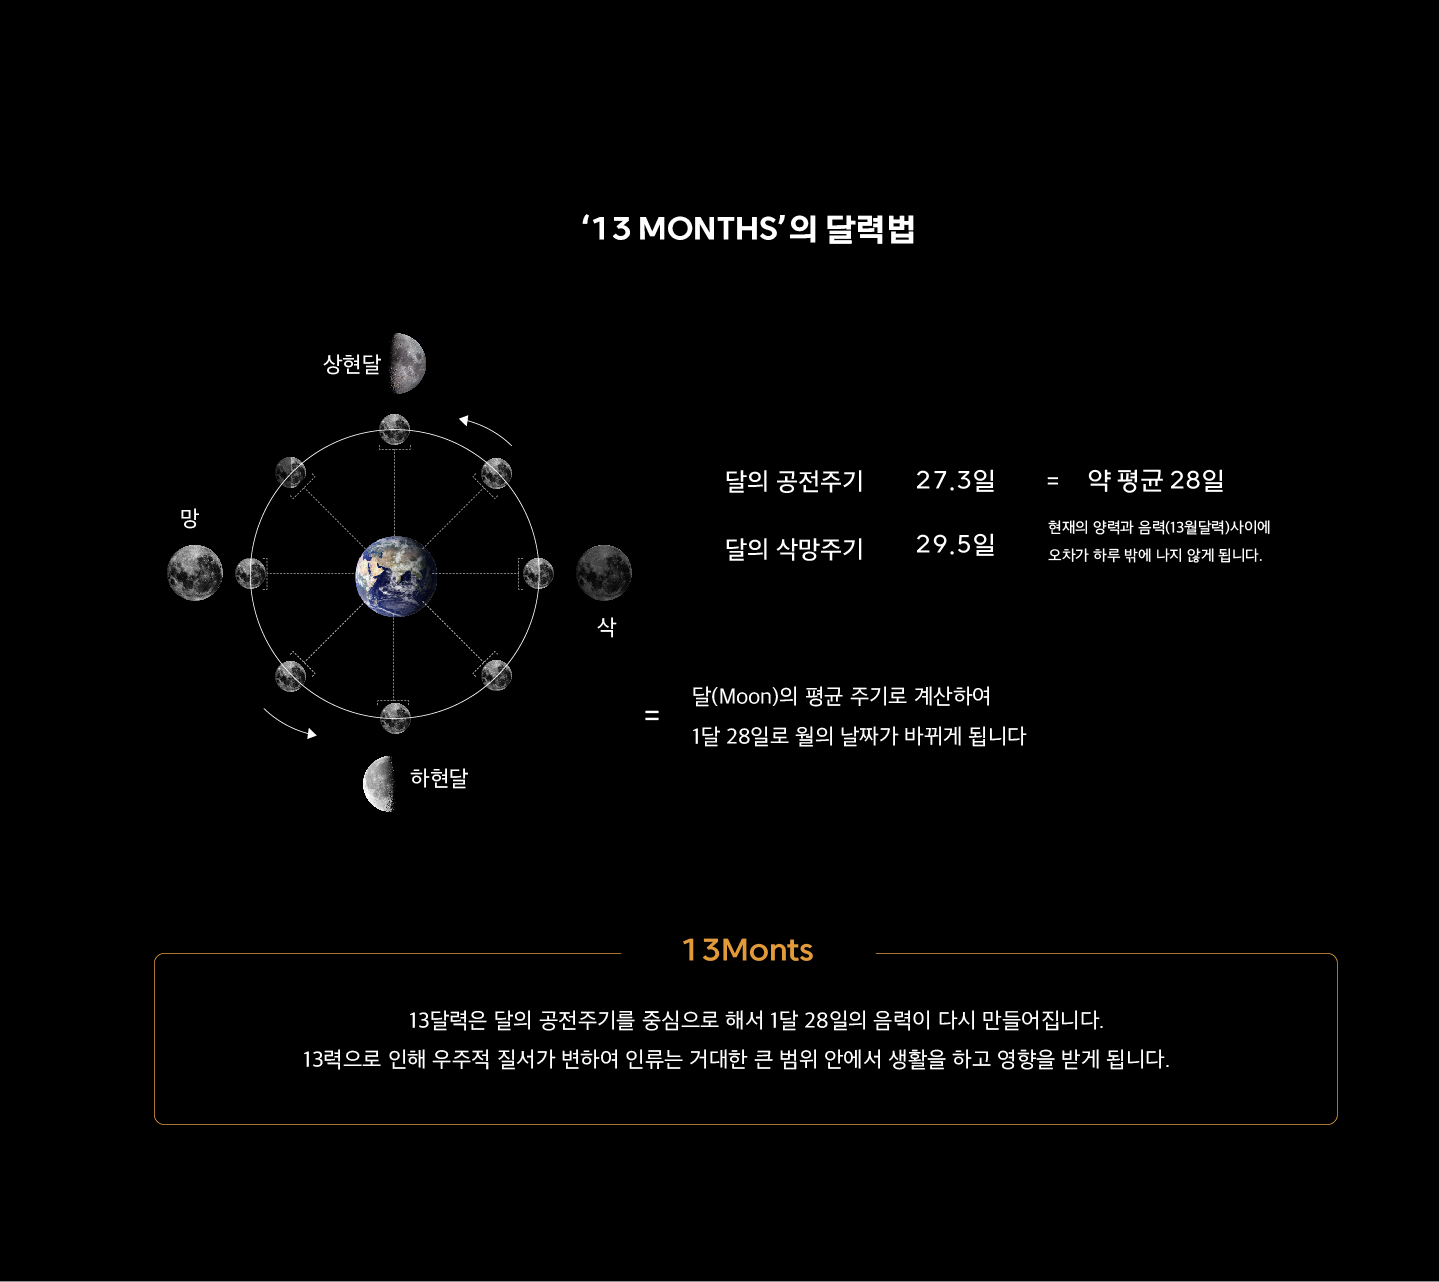 ‘13 MONTHS’의 달력법
상현달
망
삭
하현달
달의 공전주기 27.3일 = 약 평균 28일
달의 삭망주기 29.5일
현재의 양력과 음력(13월달력)사이에
오차가 하루 밖에 나지 않게 됩니다.
= 달(Moon)의 평균 주기로 계산하여
1달 28일로 월의 날짜가 바뀌게 됩니다
13Monts
13달력은 달의 공전주기를 중심으로 해서 1달 28일의 음력이 다시 만들어집니다.
13력으로 인해 우주적 질서가 변하여 인류는 거대한 큰 범위 안에서 생활을 하고 영향을 받게 됩니다.